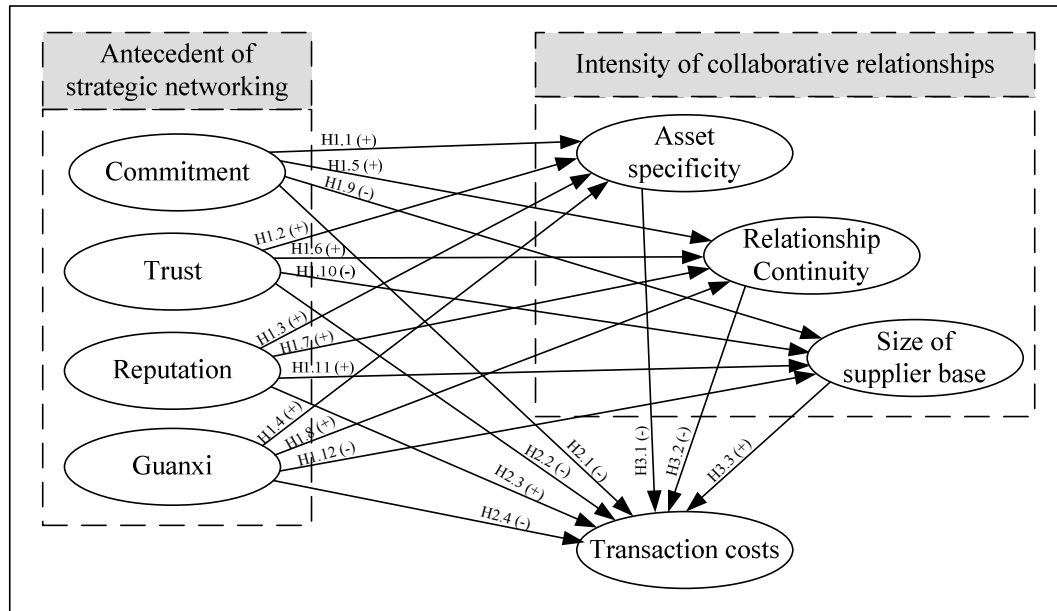 Antecedent of
strategic networking
Intensity of collaborative relationships
Commitment
Trust
Reputation
Guanxi
Asset
specificity
Relationship
Continuity
Size of
supplier base
Transaction costs
H1.1 (+)
H1.5 (+)
H1.9 (-)
H1.2 (+)
H1.6 (+)
H1.10 (-)
H1.3 (+)
H1.7 (+)
H1.11 (+)
H1.4 (+)
H1.8 (+)
H1.12 (-)
H2.1 (-)
H2.2 (-)
H2.3 (+)
H2.4 (-)
H3.1 (-)
H3.2 (-)
H3.3 (+)